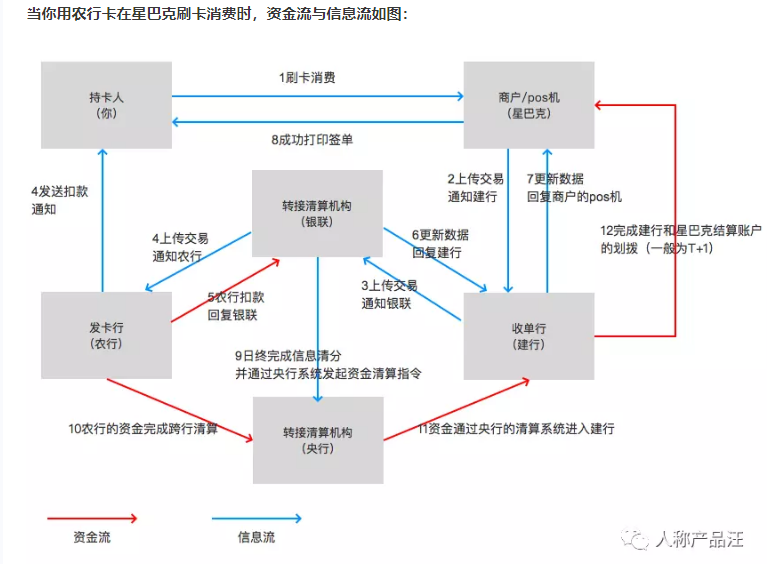 当你用农行卡在星巴克刷卡消费时，资金流与信息流如图：
持卡人
（你）
1刷卡消费
商户/pos机
（星巴克）
8成功打印签单
4发送扣款
通知
转接清算机构
（银联）
2上传交易
通知建行
7更新数据
回复商户的pos机
4上传交易
通知农行
6更新数据
回复建行
12完成建行和星巴克结算账户
的划拨（一般为T+1）
5农行扣款
回复银联
3上传交易
通知银联
发卡行
（农行）
收单行
（建行）
9日终完成信息清分
并通过央行系统发起资金清算指令
10农行的资金完成跨行清算
转接清算机构
（央行）
11资金通过央行的清算系统进入建行
资金流
信息流
人称产品汪